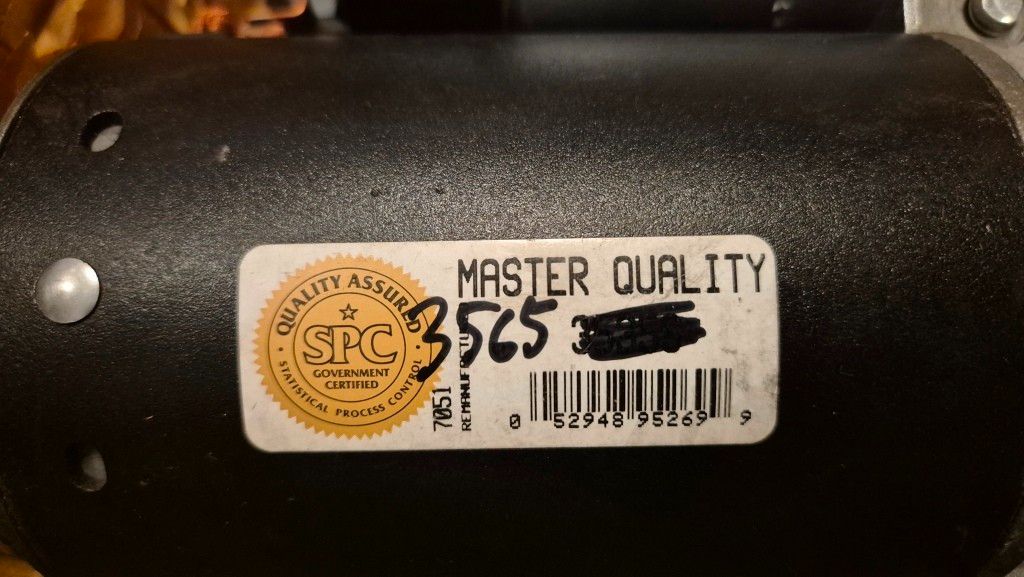 MASTER QUALITY
QUALITY ASSURED
SPC
GOVERNMENT
CERTIFIED
STATISTICAL PROCESS CONTROL
3565
7051
0 52948 95269 9